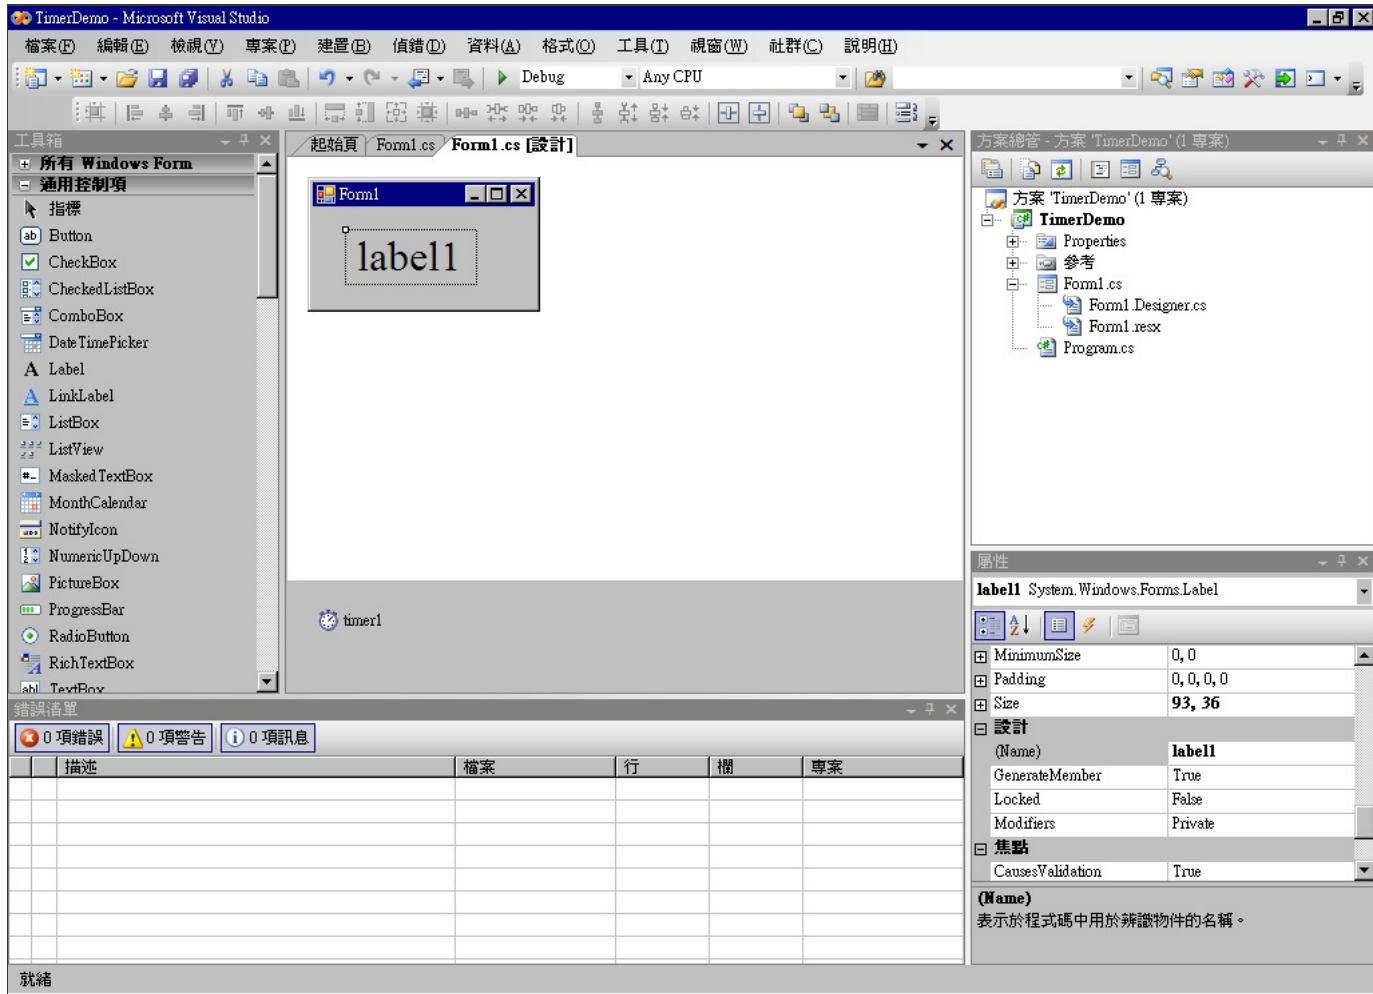 TimerDemo - Microsoft Visual Studio
檔案(F) 編輯(E) 檢視(V) 專案(P) 建置(B) 偵錯(D) 資料(A) 格式(O) 工具(T) 視窗(W) 社群(C) 說明(H)
Debug Any CPU
工具箱
所有 Windows Form
通用控制項
指標
Button
CheckBox
CheckedListBox
ComboBox
DateTimePicker
Label
LinkLabel
ListBox
ListView
MaskedTextBox
MonthCalendar
NotifyIcon
NumericUpDown
PictureBox
ProgressBar
RadioButton
RichTextBox
TextBox
起始頁 Form1.cs Form1.cs [設計]
Form1
label1
timer1
方案總管 - 方案 'TimerDemo' (1 專案)
方案 'TimerDemo' (1 專案)
TimerDemo
Properties
參考
Form1.cs
Form1.Designer.cs
Form1.resx
Program.cs
屬性
label1 System.Windows.Forms.Label
MinimumSize 0, 0
Padding 0, 0, 0, 0
Size 93, 36
設計
(Name) label1
GenerateMember True
Locked False
Modifiers Private
焦點
CausesValidation True
(Name)
表示於程式碼中用於辨識物件的名稱。
錯誤清單
0 項錯誤 0 項警告 0 項訊息
描述 檔案 行 欄 專案
就緒